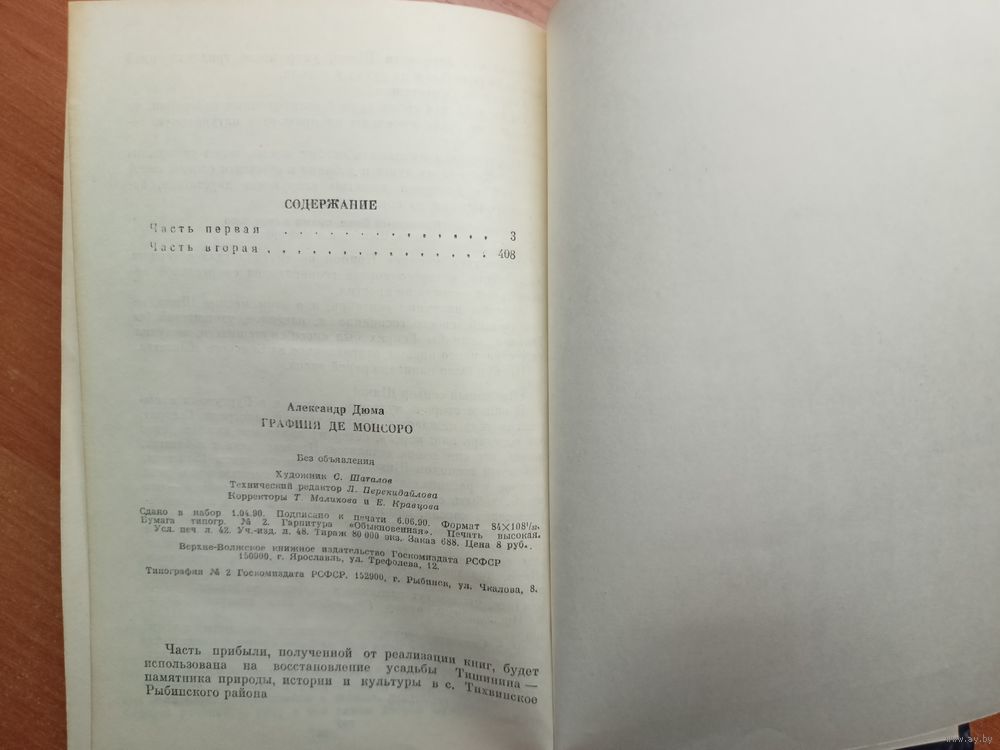 СОДЕРЖАНИЕ
Часть первая . . . . . . . . . . . . . . 3
Часть вторая . . . . . . . . . . . . . . . 408
Александр Дюма
ГРАФИНЯ ДЕ МОНСОРО
Без объявления
Художник С. Шаталов
Технический редактор Л. Перекидайлова
Корректоры Т. Маликова и Е. Кравцова
Сдано в набор 1.04.90. Подписано к печати 6.06.90. Формат 84×108¹/₃₂.
Бумага типогр. № 2. Гарнитура «Обыкновенная». Печать высокая.
Усл. печ л. 42. Уч.-изд. л. 48. Тираж 80 000 экз. Заказ 688. Цена 8 руб.
Верхне-Волжское книжное издательство Госкомиздата РСФСР
150000, г. Ярославль, ул. Трефолева, 12.
Типография № 2 Госкомиздата РСФСР. 152900, г. Рыбинск, ул. Чкалова, 8.
Часть прибыли, полученной от реализации книг, будет
использована на восстановление усадьбы Тишинина —
памятника природы, истории и культуры в с. Тихвинское
Рыбинского района
www.ay.by